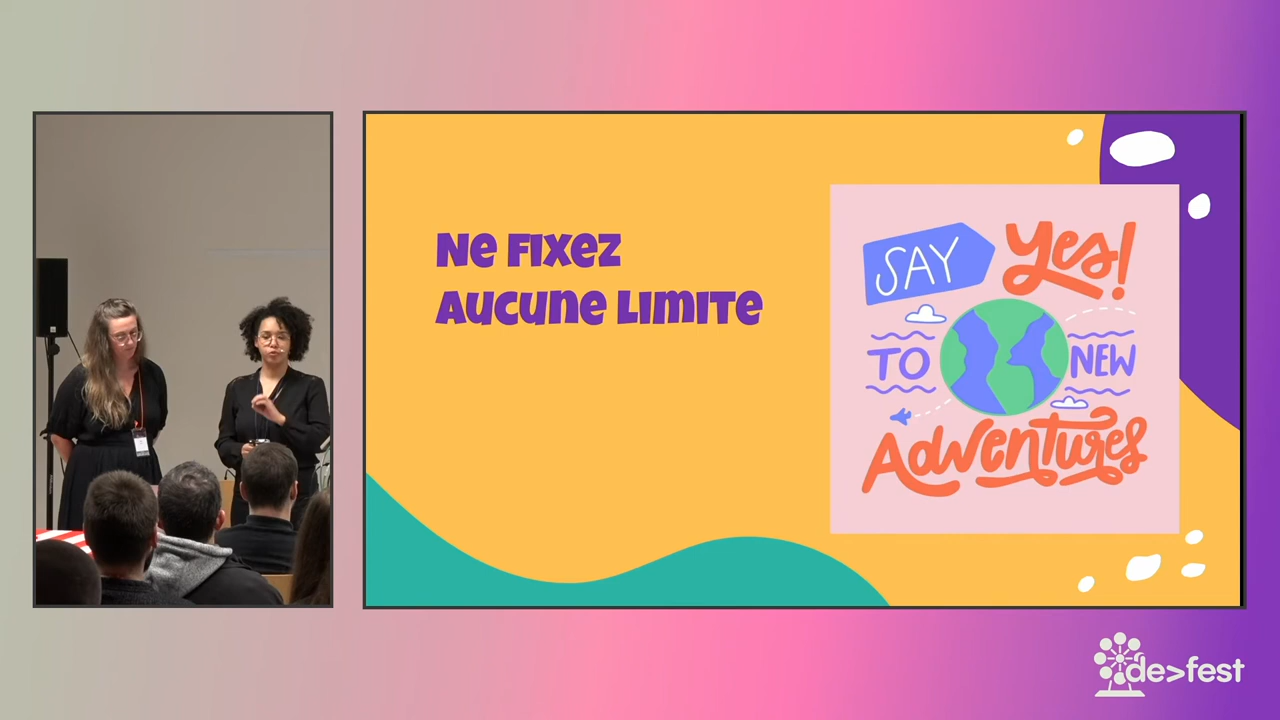 Ne Fixez
Aucune Limite
SAY Yes!
TO NEW
Adventures
de>fest